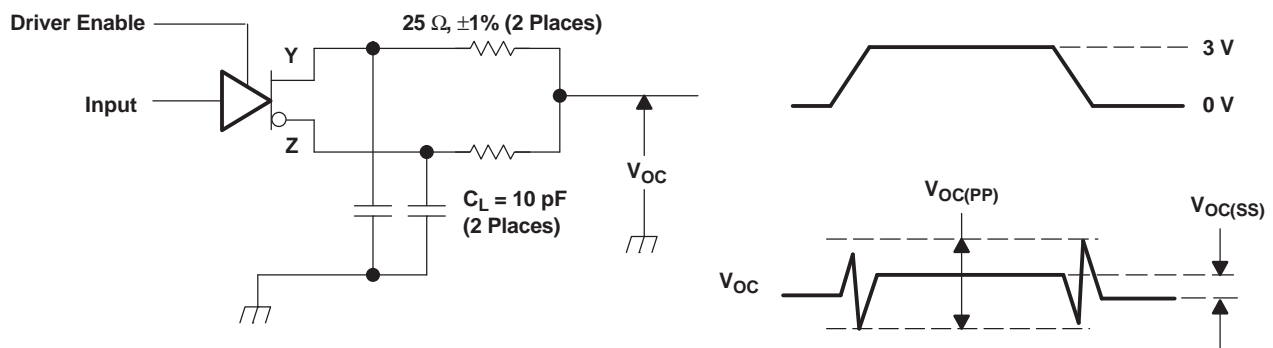 Driver Enable
25 Ω, ±1% (2 Places)
Y
Input
Z
VOC
CL = 10 pF
(2 Places)
3 V
0 V
VOC(PP)
VOC(SS)
VOC